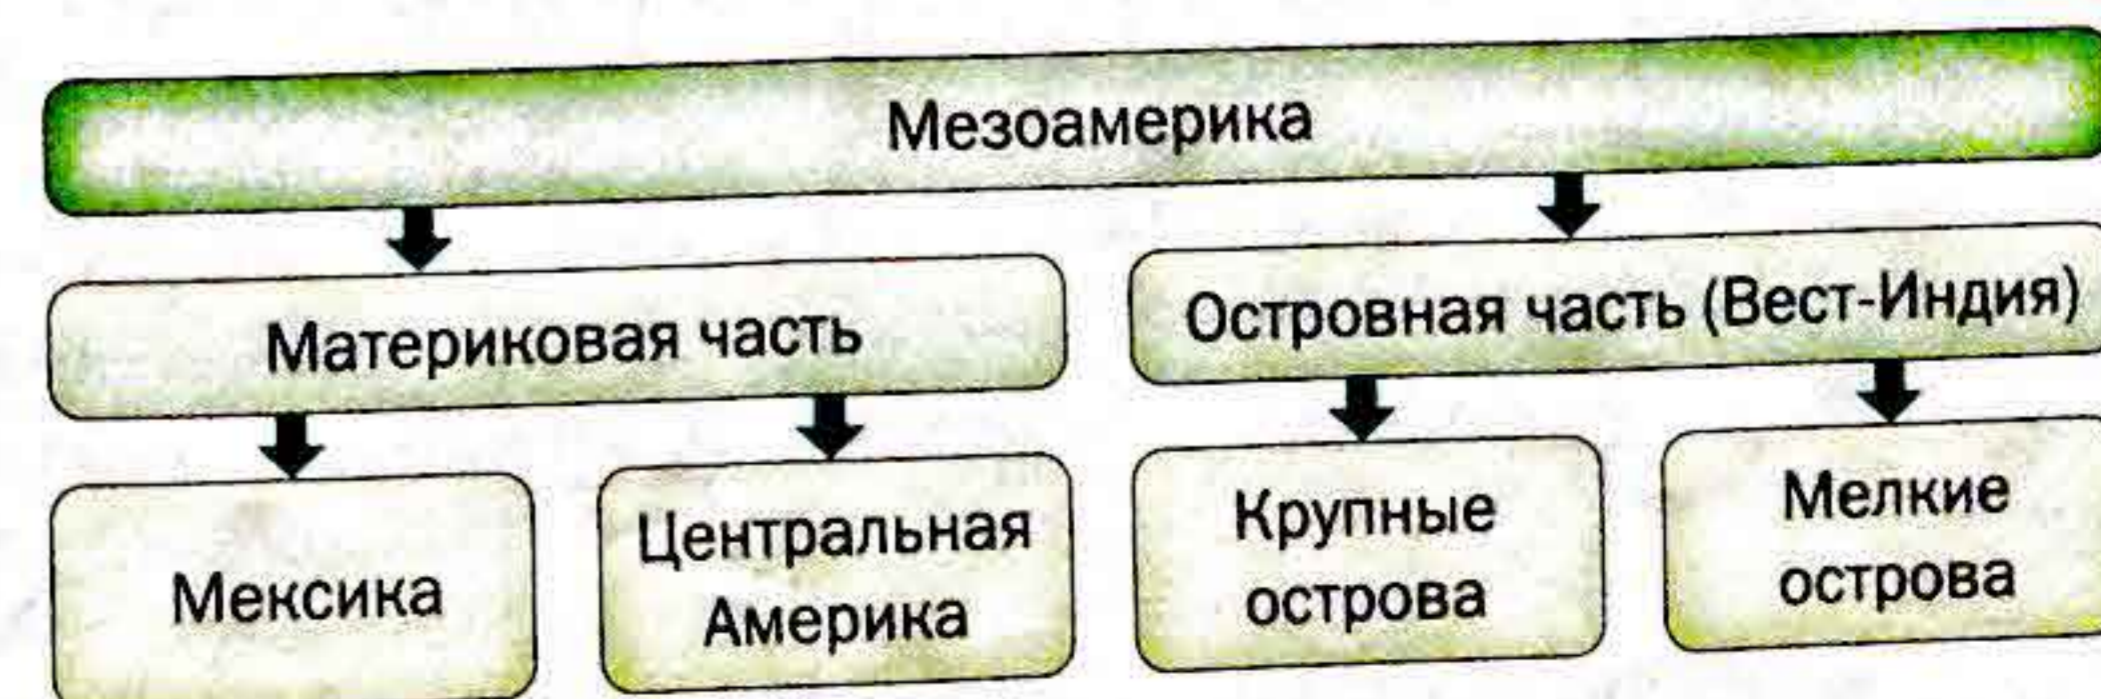 Мезоамерика
Материковая часть
Островная часть (Вест-Индия)
Мексика
Центральная
Америка
Крупные
острова
Мелкие
острова